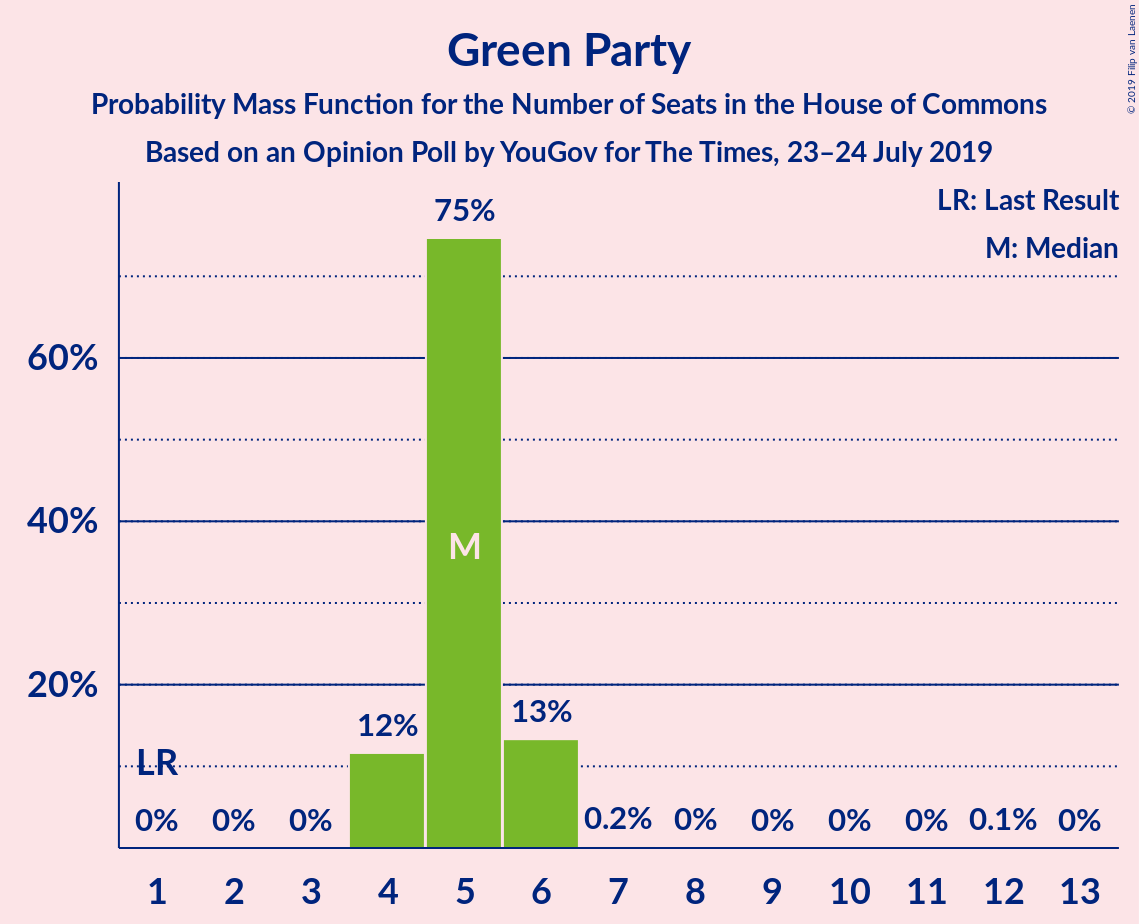 Green Party
Probability Mass Function for the Number of Seats in the House of Commons
Based on an Opinion Poll by YouGov for The Times, 23–24 July 2019
© 2019 Filip van Laenen
LR: Last Result
M: Median
75%
60%
40%
M
20%
12%
13%
LR
0%
0%
0%
0.2%
0%
0%
0%
0%
0.1%
0%
1 2 3 4 5 6 7 8 9 10 11 12 13